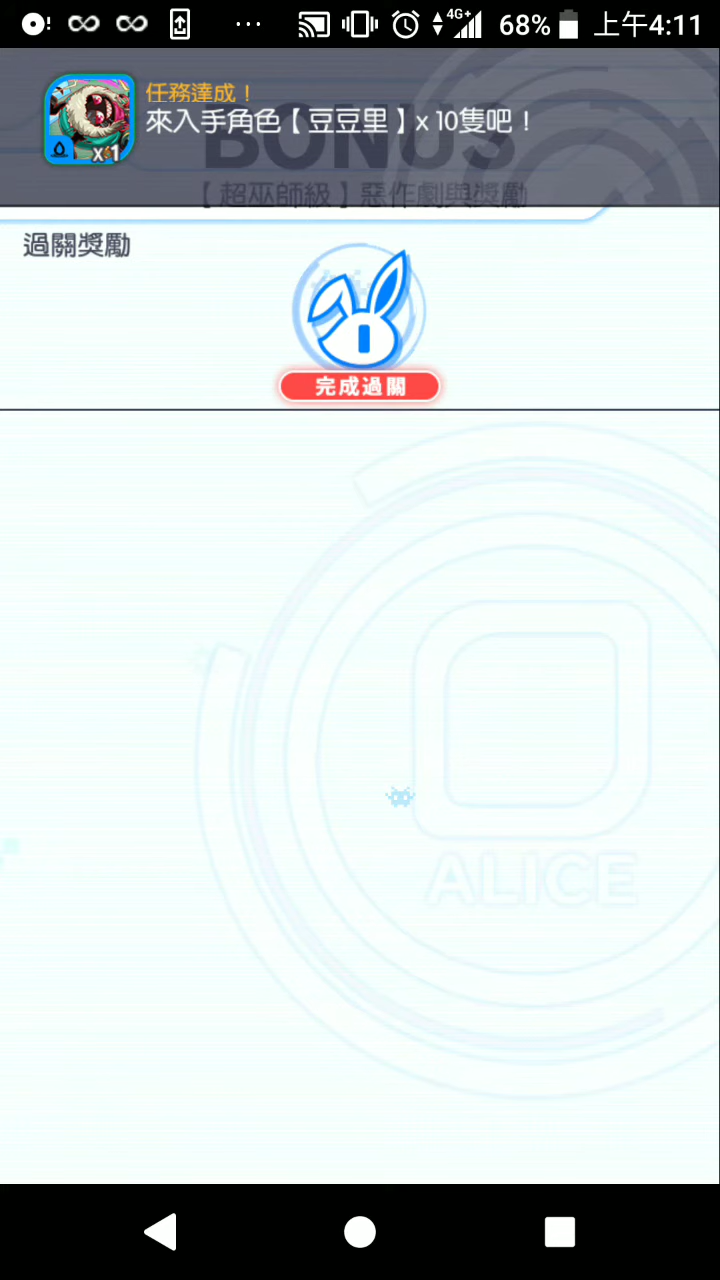 4G+ 68% 上午4:11
任務達成！
來入手角色【豆豆里】x 10隻吧！
x1
BONUS
【超巫師級】惡作劇與獎勵
過關獎勵
完成過關
ALICE